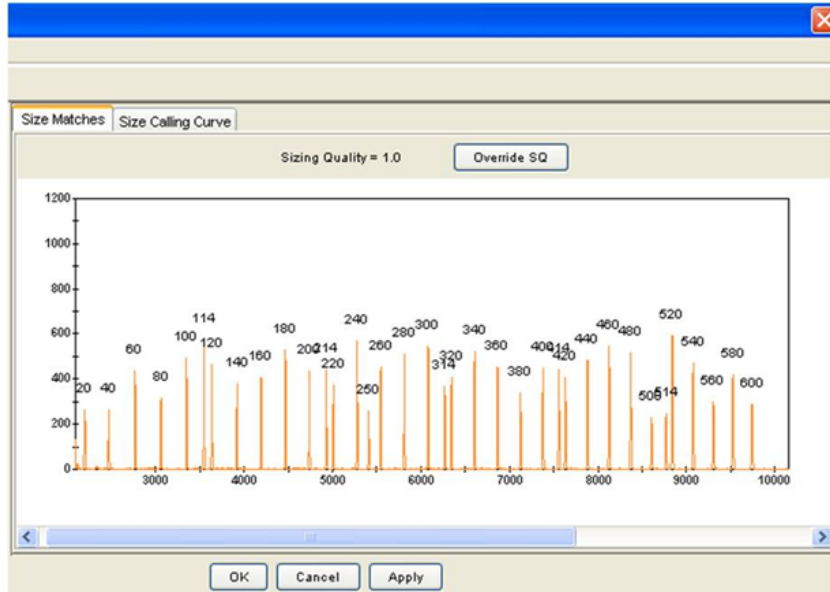 Size Matches Size Calling Curve
Sizing Quality = 1.0 Override SQ
1200
1000
800
600
400
200
0
20 40 60 80 100 114 120 140 160 180 200 214 220 240 250 260 280 300 314 320 340 360 380 400 414 420 440 460 480 500 514 520 540 560 580 600
3000 4000 5000 6000 7000 8000 9000 10000
OK Cancel Apply